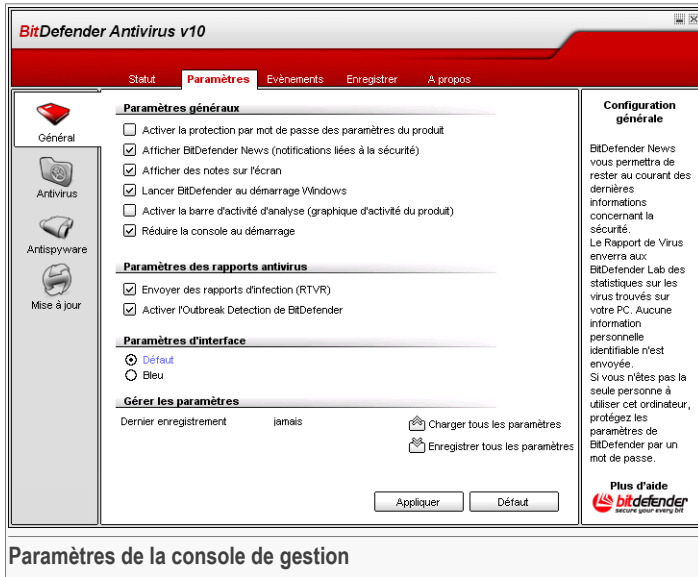 BitDefender Antivirus v10
Statut Paramètres Evènements Enregistrer A propos
Général
Antivirus
Antispyware
Mise à jour
Paramètres généraux
Activer la protection par mot de passe des paramètres du produit
Afficher BitDefender News (notifications liées à la sécurité)
Afficher des notes sur l'écran
Lancer BitDefender au démarrage Windows
Activer la barre d'activité d'analyse (graphique d'activité du produit)
Réduire la console au démarrage
Paramètres des rapports antivirus
Envoyer des rapports d'infection (RTVR)
Activer l'Outbreak Detection de BitDefender
Paramètres d'interface
Défaut
Bleu
Gérer les paramètres
Dernier enregistrement jamais
Charger tous les paramètres
Enregistrer tous les paramètres
Appliquer Défaut
Configuration
générale
BitDefender News
vous permettra de
rester au courant des
dernières
informations
concernant la
sécurité.
Le Rapport de Virus
enverra aux
BitDefender Lab des
statistiques sur les
virus trouvés sur
votre PC. Aucune
information
personnelle
identifiable n'est
envoyée.
Si vous n'êtes pas la
seule personne à
utiliser cet ordinateur,
protégez les
paramètres de
BitDefender par un
mot de passe.
Plus d'aide
bitdefender
secure your every bit
Paramètres de la console de gestion